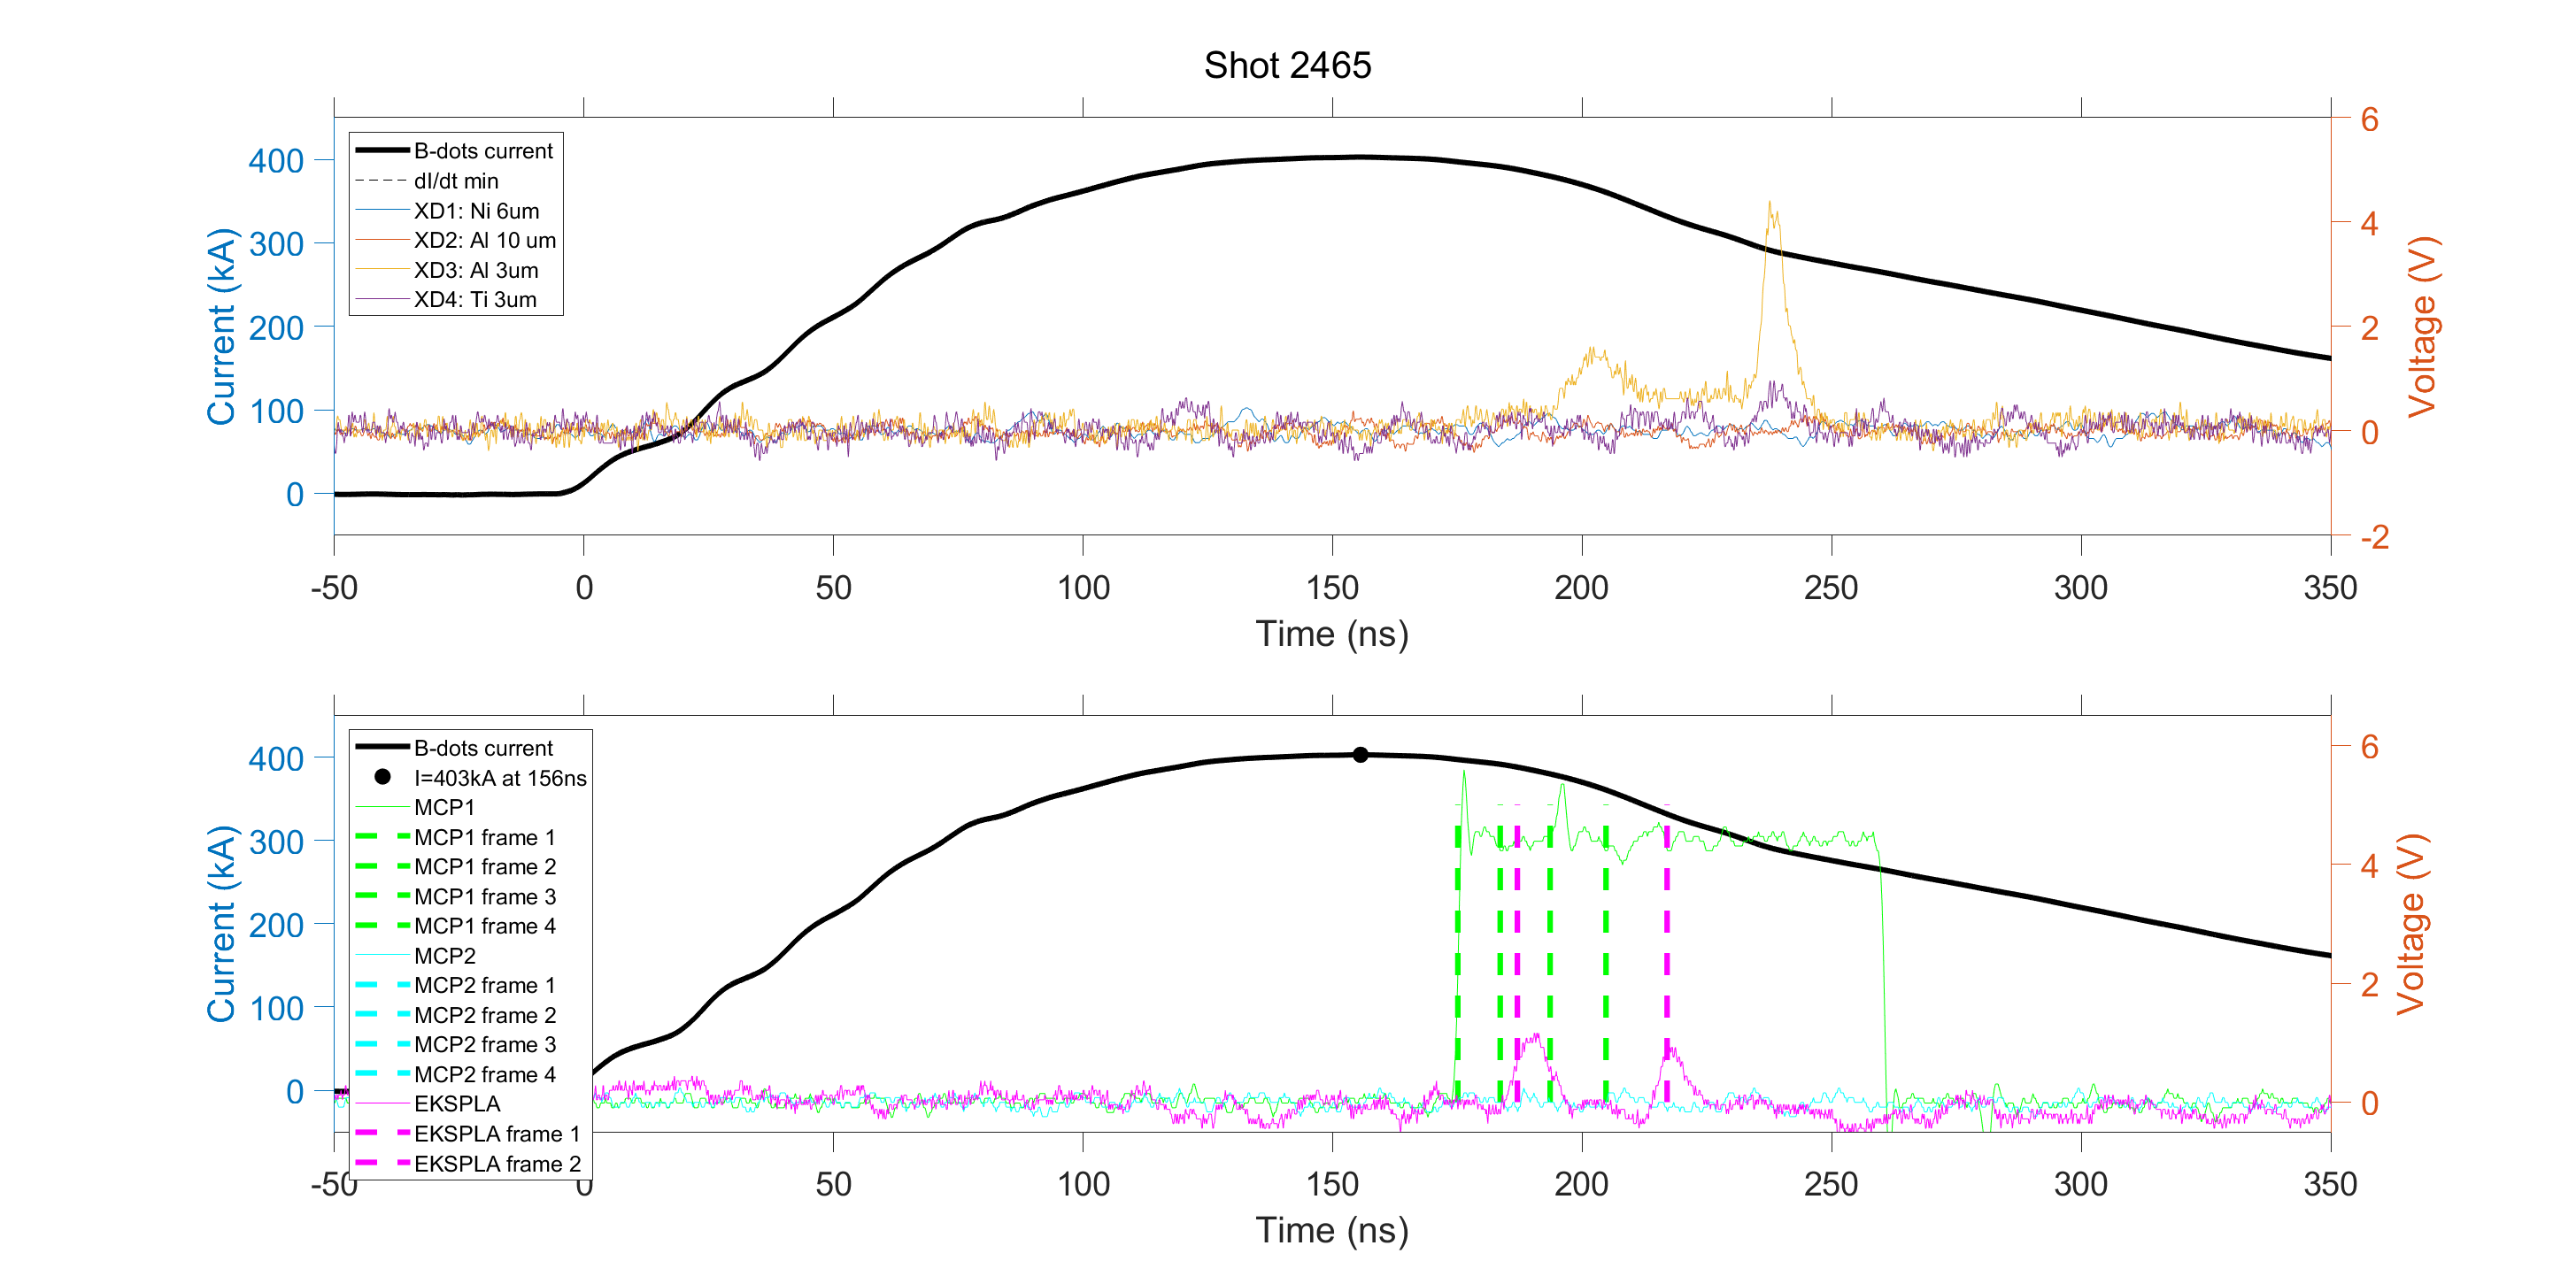 Shot 2465
Current (kA)
400
300
200
100
0
B-dots current
dI/dt min
XD1: Ni 6um
XD2: Al 10 um
XD3: Al 3um
XD4: Ti 3um
6
4
2
0
-2
Voltage (V)
-50 0 50 100 150 200 250 300 350
Time (ns)
Current (kA)
400
300
200
100
0
B-dots current
I=403kA at 156ns
MCP1
MCP1 frame 1
MCP1 frame 2
MCP1 frame 3
MCP1 frame 4
MCP2
MCP2 frame 1
MCP2 frame 2
MCP2 frame 3
MCP2 frame 4
EKSPLA
EKSPLA frame 1
EKSPLA frame 2
6
4
2
0
Voltage (V)
-50 0 50 100 150 200 250 300 350
Time (ns)